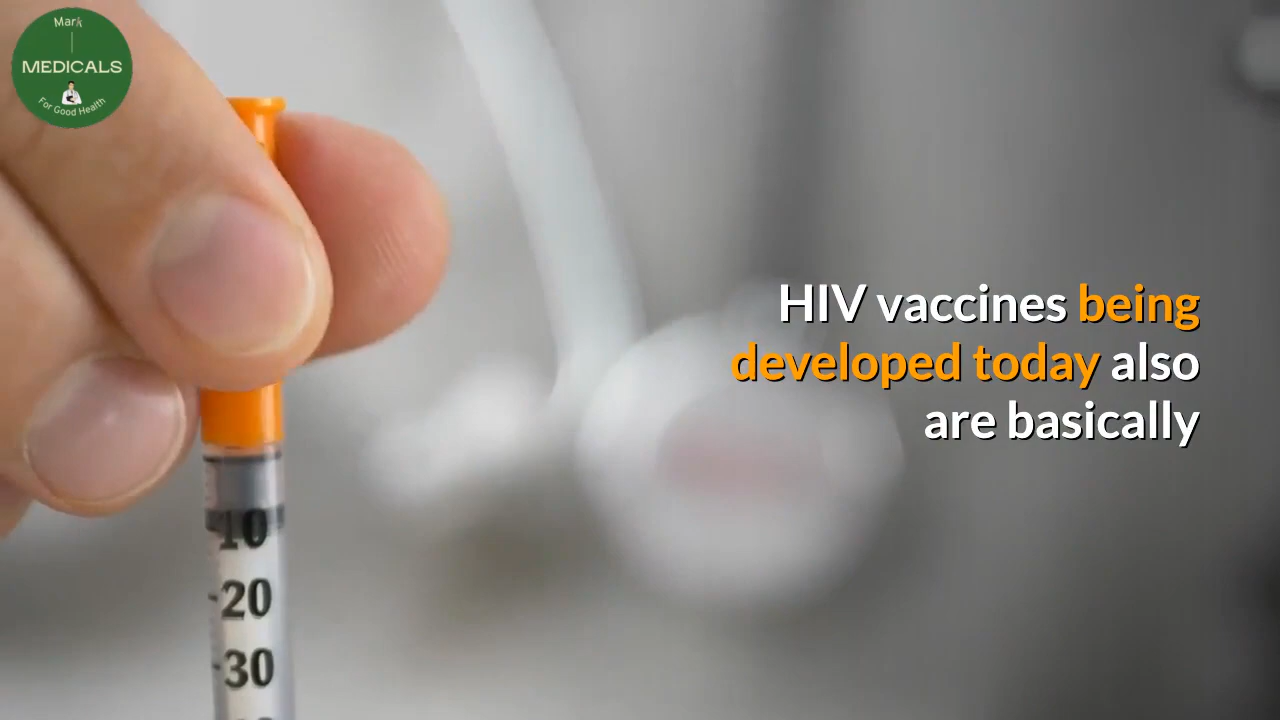 Mark
MEDICALS
For Good Health
HIV vaccines being
developed today also
are basically
10
20
30